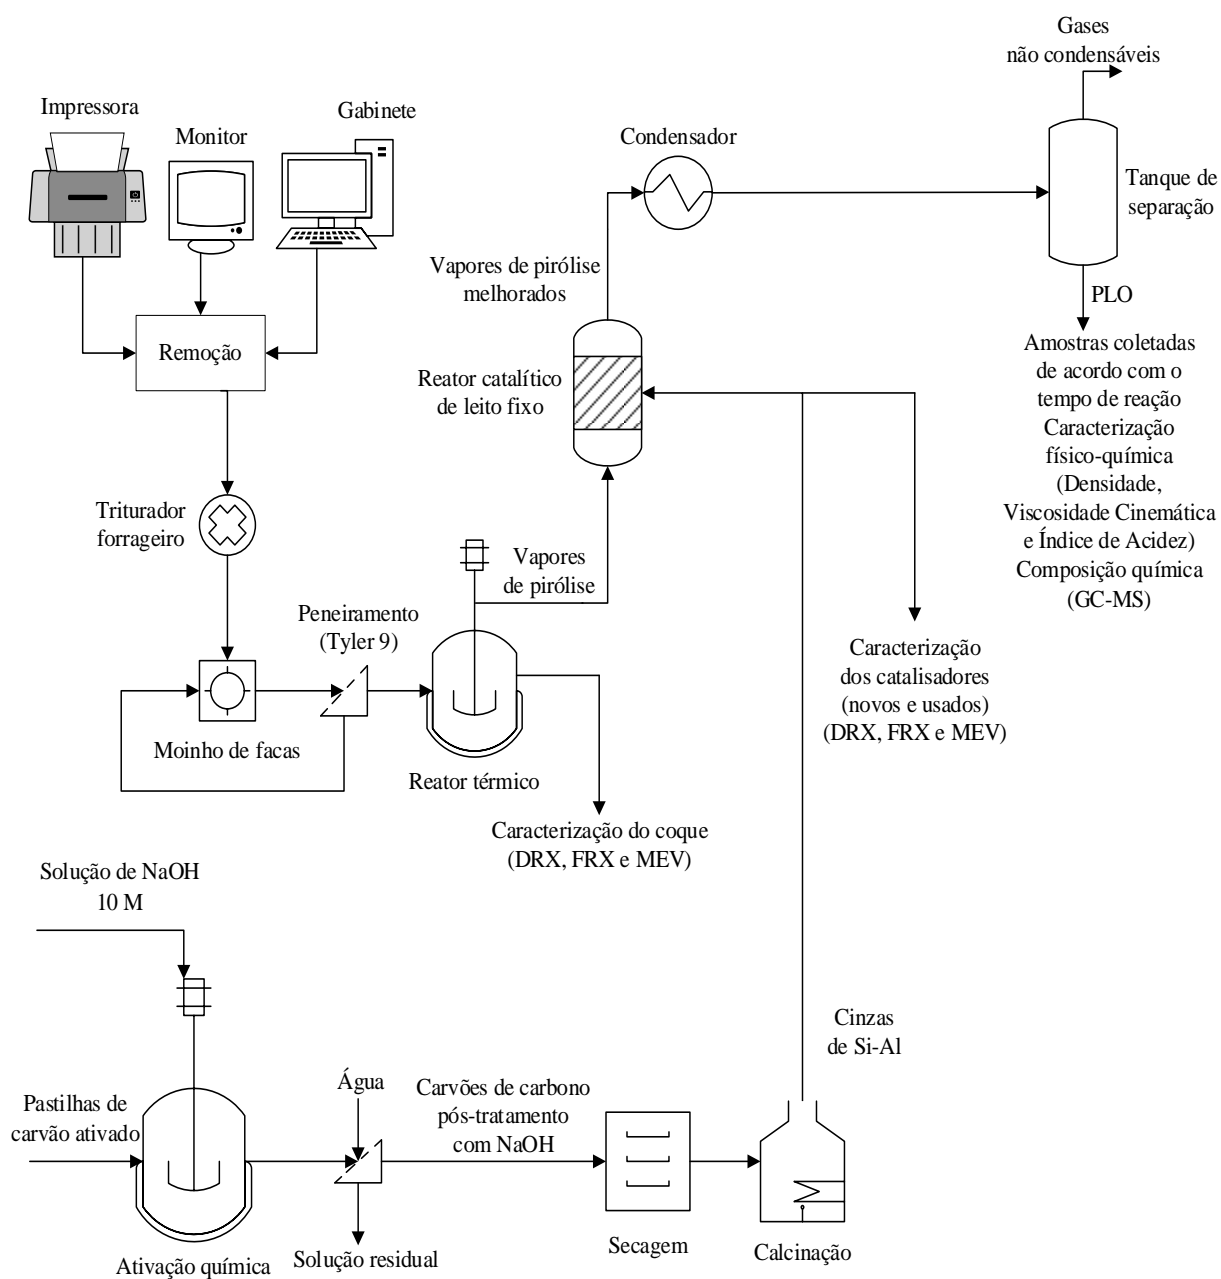 Gases
não condensáveis
Impressora
Monitor
Gabinete
Condensador
Tanque de
separação
Vapores de pirólise
melhorados
PLO
Remoção
Reator catalítico
de leito fixo
Amostras coletadas
de acordo com o
tempo de reação
Caracterização
físico-química
(Densidade,
Viscosidade Cinemática
e Índice de Acidez)
Composição química
(GC-MS)
Triturador
forrageiro
Vapores
de pirólise
Peneiramento
(Tyler 9)
Caracterização
dos catalisadores
(novos e usados)
(DRX, FRX e MEV)
Moinho de facas
Reator térmico
Caracterização do coque
(DRX, FRX e MEV)
Solução de NaOH
10 M
Cinzas
de Si-Al
Pastilhas de
carvão ativado
Água
Carvões de carbono
pós-tratamento
com NaOH
Ativação química
Solução residual
Secagem
Calcinação